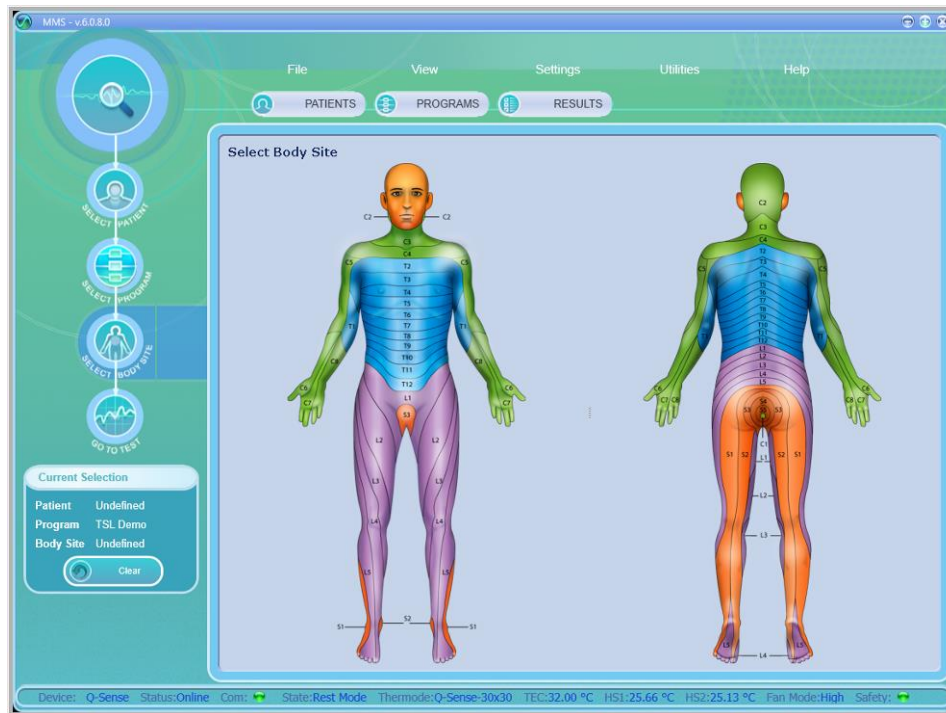 MMS - v.6.0.8.0
File View Settings Utilities Help
PATIENTS PROGRAMS RESULTS
SELECT PATIENT
SELECT PROGRAM
SELECT BODY SITE
GO TO TEST
Current Selection
Patient Undefined
Program TSL Demo
Body Site Undefined
Clear
Select Body Site
C2 C2
C3
C4
C5 C5
T2
T3
T4
T5
T6
T1 T7 T1
T8
T9
C8 T10 C8
T11
T12
C6 C6
C7 L1 C7
S3
L2 L2
L3 L3
L4 L4
L5 L5
S1 S2 S1
C2
C3
C4
T2
C5 T3 C5
T4
T5
T6
T7
T8
T9
T10
T11
T12
L1
L2
L3
L4
C6 L5 C6
C7 C8 S4 C8 C7
S3 S5 S3
C1
S1 S2 L1 S2 S1
L2
L3
L5 L5
L4
Device: Q-Sense Status:Online Com: State:Rest Mode Thermode:Q-Sense-30x30 TEC:32.00 °C HS1:25.66 °C HS2:25.13 °C Fan Mode:High Safety: